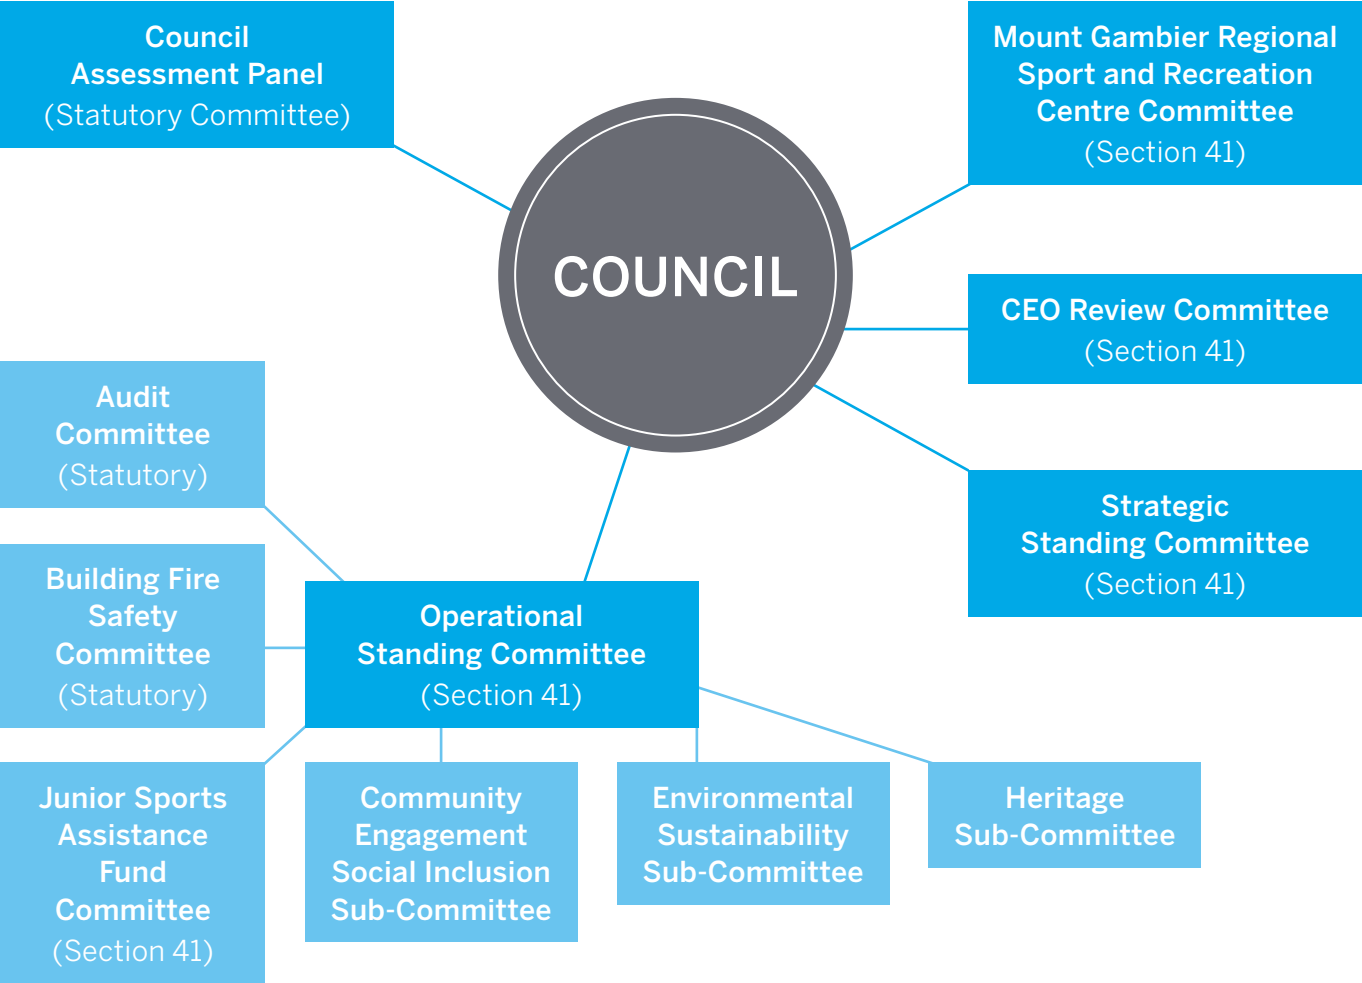 Council
Assessment Panel
(Statutory Committee)
Mount Gambier Regional
Sport and Recreation
Centre Committee
(Section 41)
COUNCIL
CEO Review Committee
(Section 41)
Audit
Committee
(Statutory)
Strategic
Standing Committee
(Section 41)
Building Fire
Safety
Committee
(Statutory)
Operational
Standing Committee
(Section 41)
Junior Sports
Assistance
Fund
Committee
(Section 41)
Community
Engagement
Social Inclusion
Sub-Committee
Environmental
Sustainability
Sub-Committee
Heritage
Sub-Committee